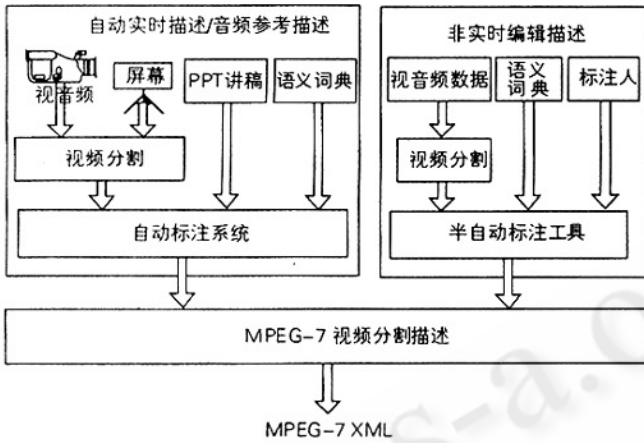 自动实时描述/音频参考描述
视音频
屏幕
PPT讲稿
语义词典
视频分割
自动标注系统
非实时编辑描述
视音频数据
语义
词典
标注人
视频分割
半自动标注工具
MPEG-7 视频分割描述
MPEG-7 XML
s-a.o